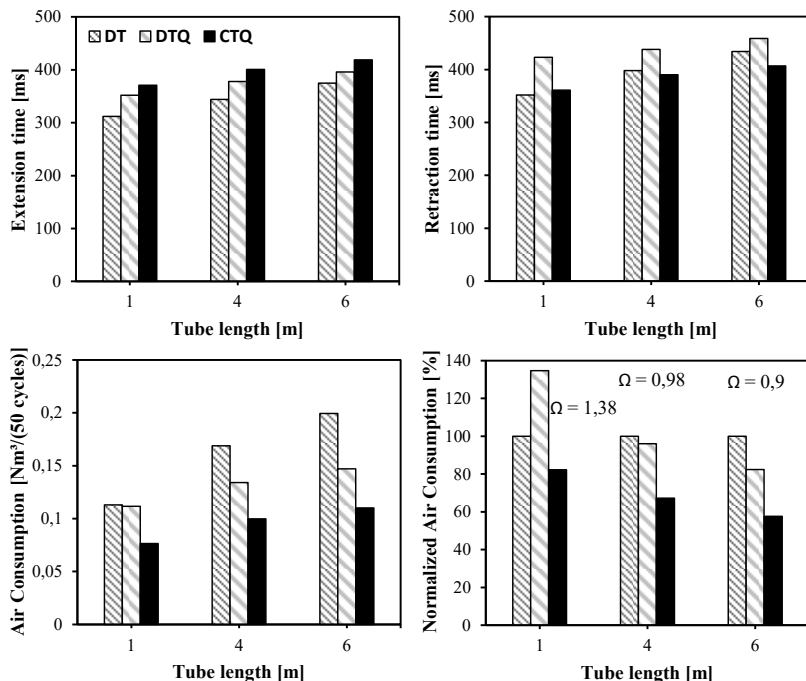 DT DTQ CTQ
Extension time [ms]
500
400
300
200
100
0
1 4 6
Tube length [m]
Retraction time [ms]
500
400
300
200
100
0
1 4 6
Tube length [m]
Air Consumption [Nm³/(50 cycles)]
0,25
0,2
0,15
0,1
0,05
0
1 4 6
Tube length [m]
Normalized Air Consumption [%]
140
120
100
80
60
40
20
0
Ω = 1,38
Ω = 0,98
Ω = 0,9
1 4 6
Tube length [m]